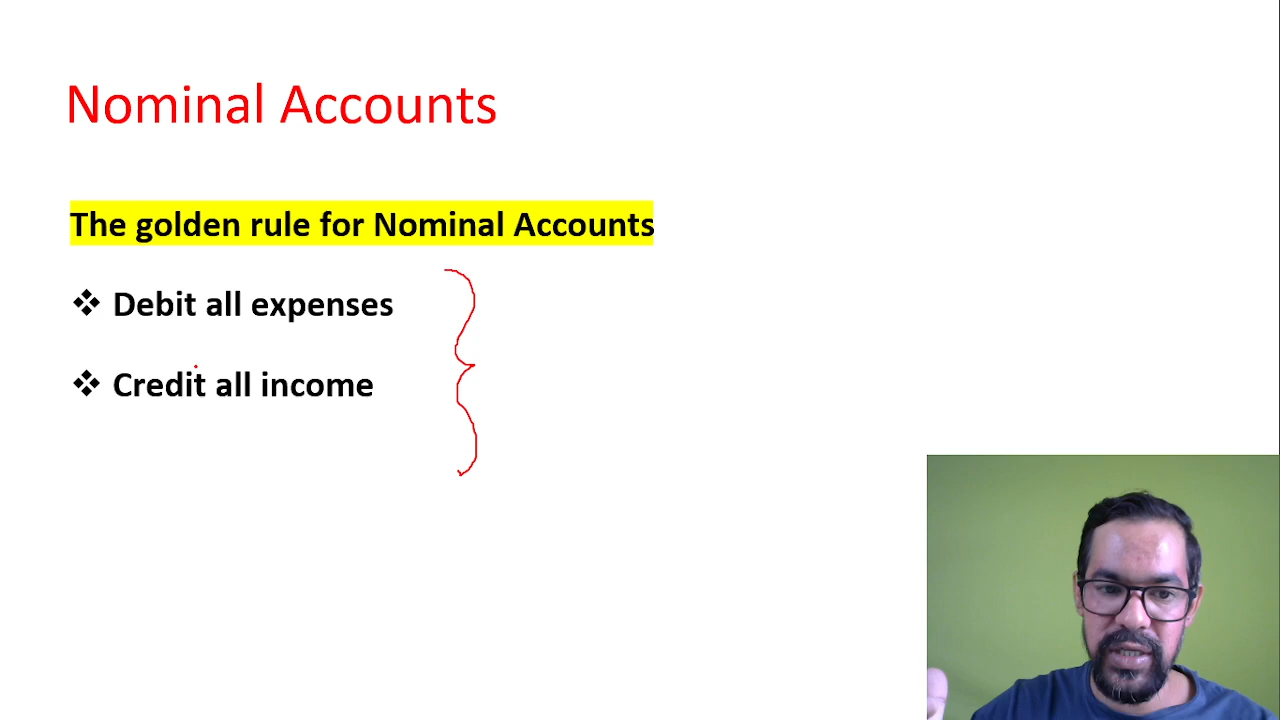 Nominal Accounts
The golden rule for Nominal Accounts
❖ Debit all expenses
❖ Credit all income